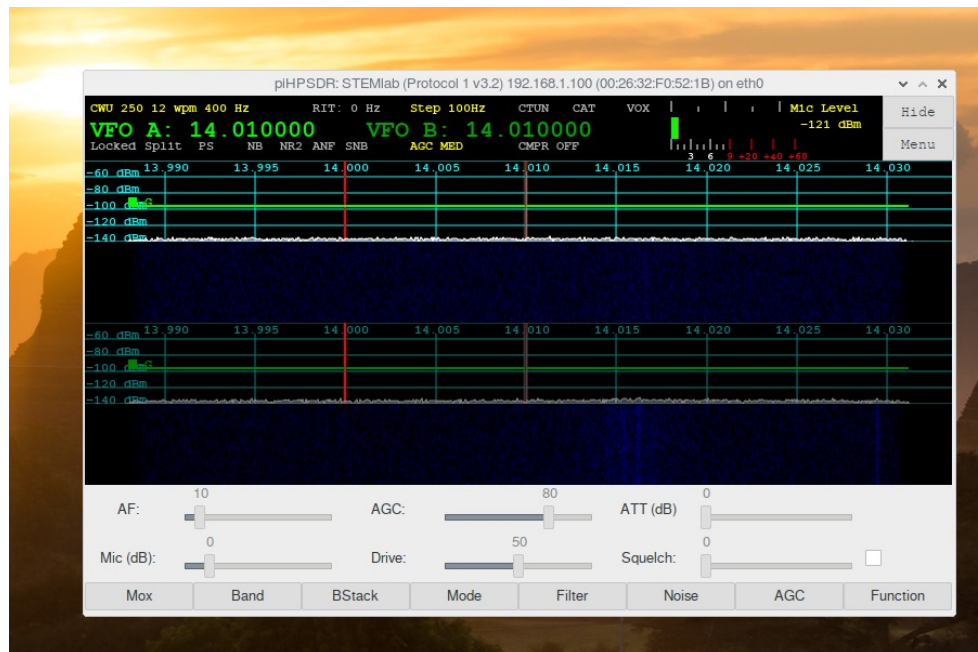 piHPSDR: STEMlab (Protocol 1 v3.2) 192.168.1.100 (00:26:32:F0:52:1B) on eth0
CWU 250 12 wpm 400 Hz RIT: 0 Hz Step 100Hz CTUN CAT VOX Mic Level Hide
VFO A: 14.010000 VFO B: 14.010000 -121 dBm
Locked Split PS NB NR2 ANF SNB AGC MED CMPR OFF Menu
3 6 9 +20 +40 +60
-60 dBm 13.990 13.995 14.000 14.005 14.010 14.015 14.020 14.025 14.030
-80 dBm
-100 dBm G
-120 dBm
-140 dBm
-60 dBm 13.990 13.995 14.000 14.005 14.010 14.015 14.020 14.025 14.030
-80 dBm
-100 dBm G
-120 dBm
-140 dBm
10 80 0
AF: AGC: ATT (dB)
0 50 0
Mic (dB): Drive: Squelch:
Mox Band BStack Mode Filter Noise AGC Function